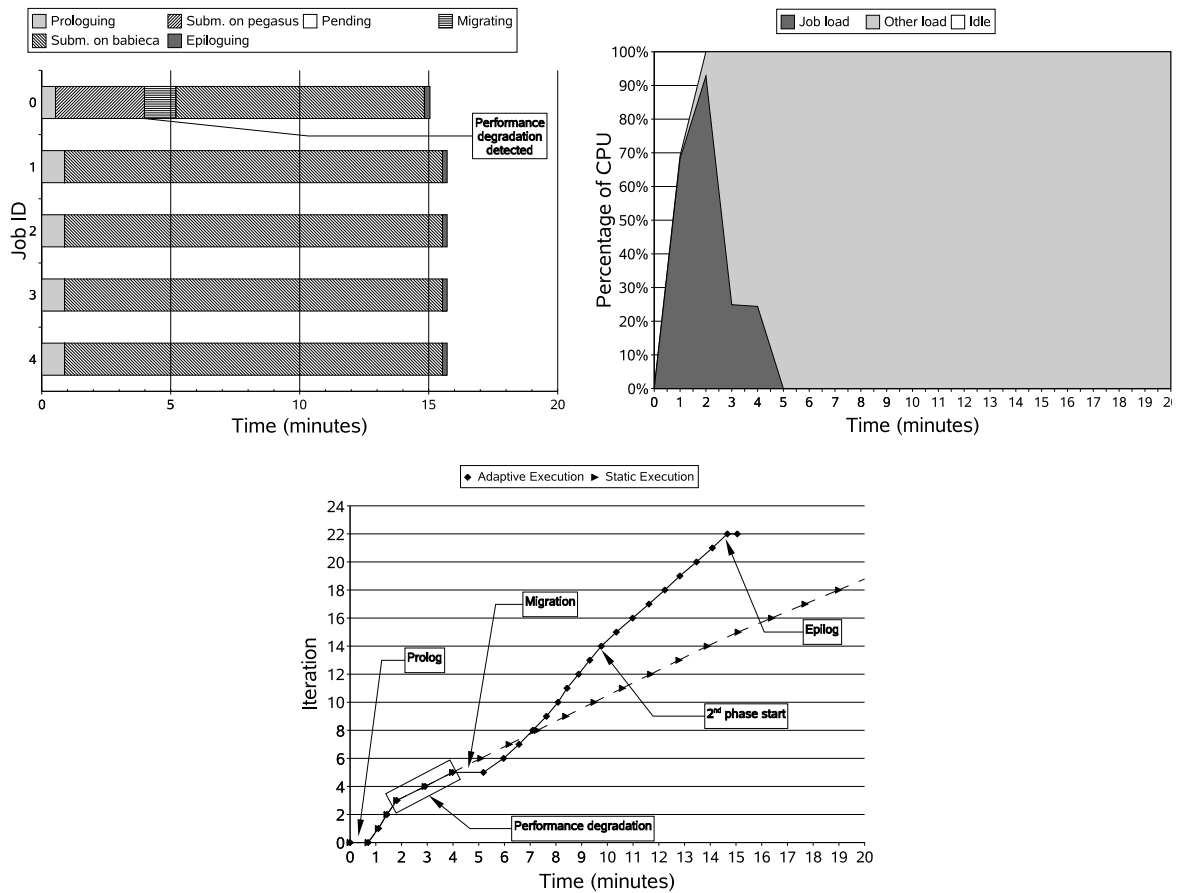 Prologuing Subm. on pegasus Pending Migrating
Subm. on babieca Epiloguing
Job ID
0
1
2
3
4
Performance
degradation
detected
0 5 10 15 20
Time (minutes)
Job load Other load Idle
Percentage of CPU
100%
90%
80%
70%
60%
50%
40%
30%
20%
10%
0%
0 1 2 3 4 5 6 7 8 9 10 11 12 13 14 15 16 17 18 19 20
Time (minutes)
Adaptive Execution Static Execution
Iteration
24
22
20
18
16
14
12
10
8
6
4
2
0
Migration
Prolog
Epilog
2nd phase start
Performance degradation
0 1 2 3 4 5 6 7 8 9 10 11 12 13 14 15 16 17 18 19 20
Time (minutes)